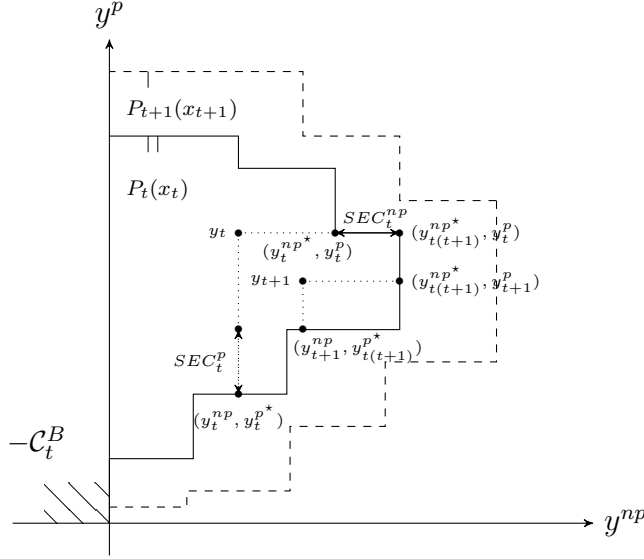 y^p
P_{t+1}(x_{t+1})
P_t(x_t)
SEC_t^{np}
y_t
(y_t^{np^⋆}, y_t^p)
(y_{t(t+1)}^{np^⋆}, y_t^p)
y_{t+1}
(y_{t(t+1)}^{np^⋆}, y_{t+1}^p)
(y_{t+1}^{np}, y_{t(t+1)}^{p^⋆})
SEC_t^p
(y_t^{np}, y_t^{p^⋆})
−𝒞_t^B
y^{np}